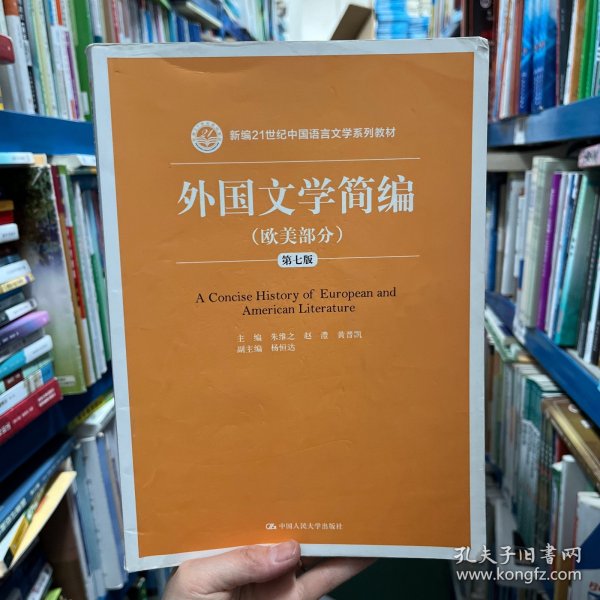 21
新编21世纪中国语言文学系列教材
外国文学简编
（欧美部分）
第七版
A Concise History of European and
American Literature
主 编 朱维之 赵 澧 黄晋凯
副主编 杨恒达
中国人民大学出版社
孔夫子旧书网
www.kongfz.com